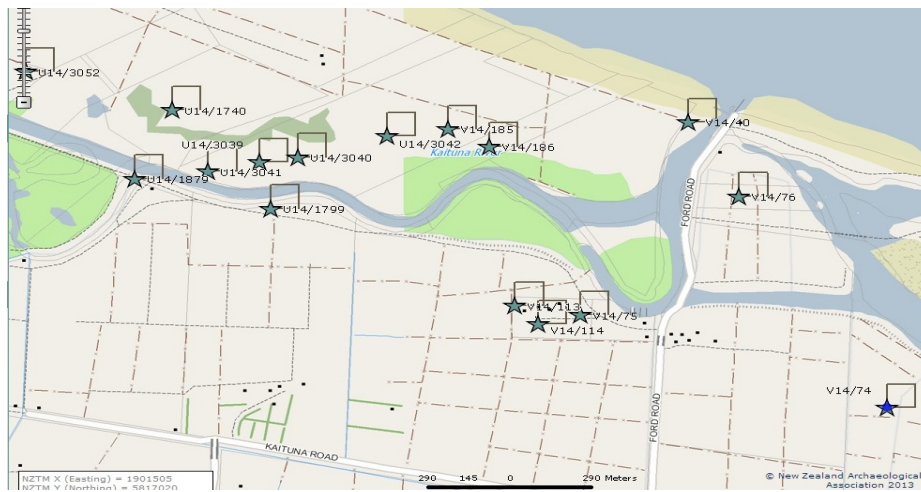 U14/3052
U14/1740
V14/40
V14/185
U14/3039
U14/3042
V14/186
Kaituna River
U14/3040
U14/3041
U14/1879
V14/76
FORD ROAD
U14/1799
V14/113
V14/75
V14/114
V14/74
FORD ROAD
KAITUNA ROAD
NZTM X (Easting) = 1901505
NZTM Y (Northing) = 5817020
290 145 0 290 Meters
© New Zealand Archaeological
Association 2013